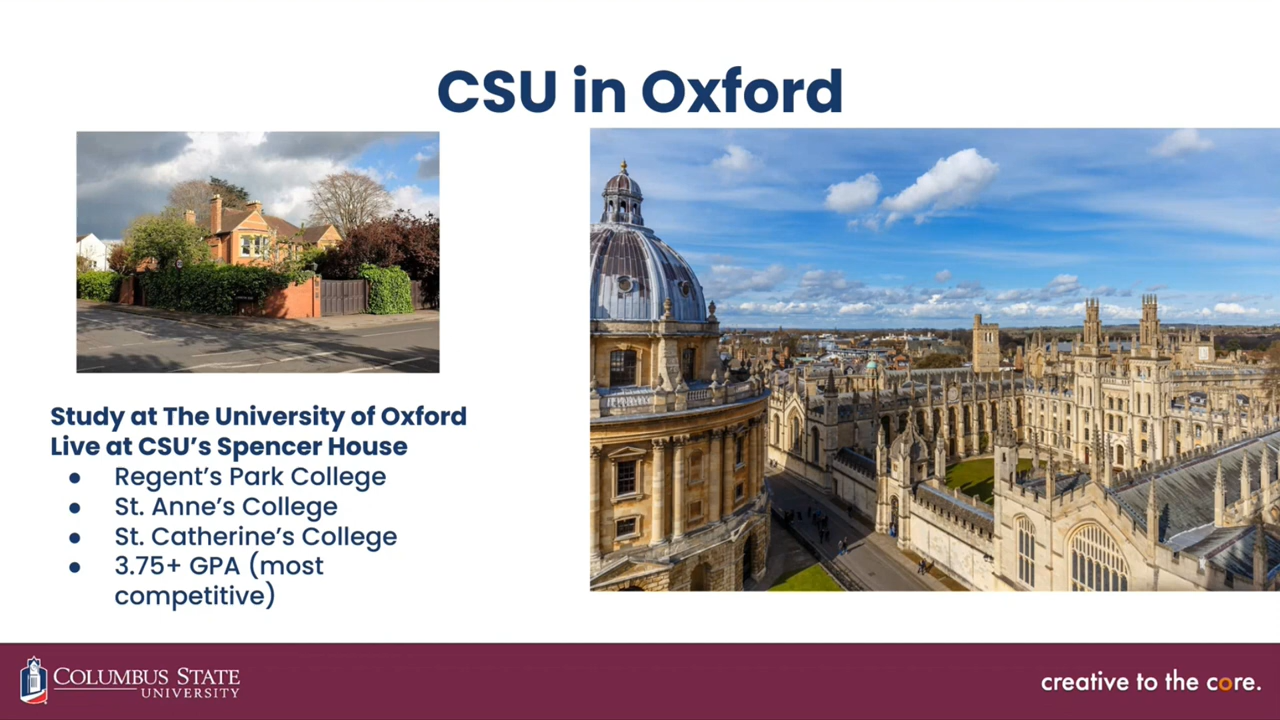 CSU in Oxford
Study at The University of Oxford
Live at CSU’s Spencer House
● Regent’s Park College
● St. Anne’s College
● St. Catherine’s College
● 3.75+ GPA (most
competitive)
COLUMBUS STATE
UNIVERSITY
creative to the core.